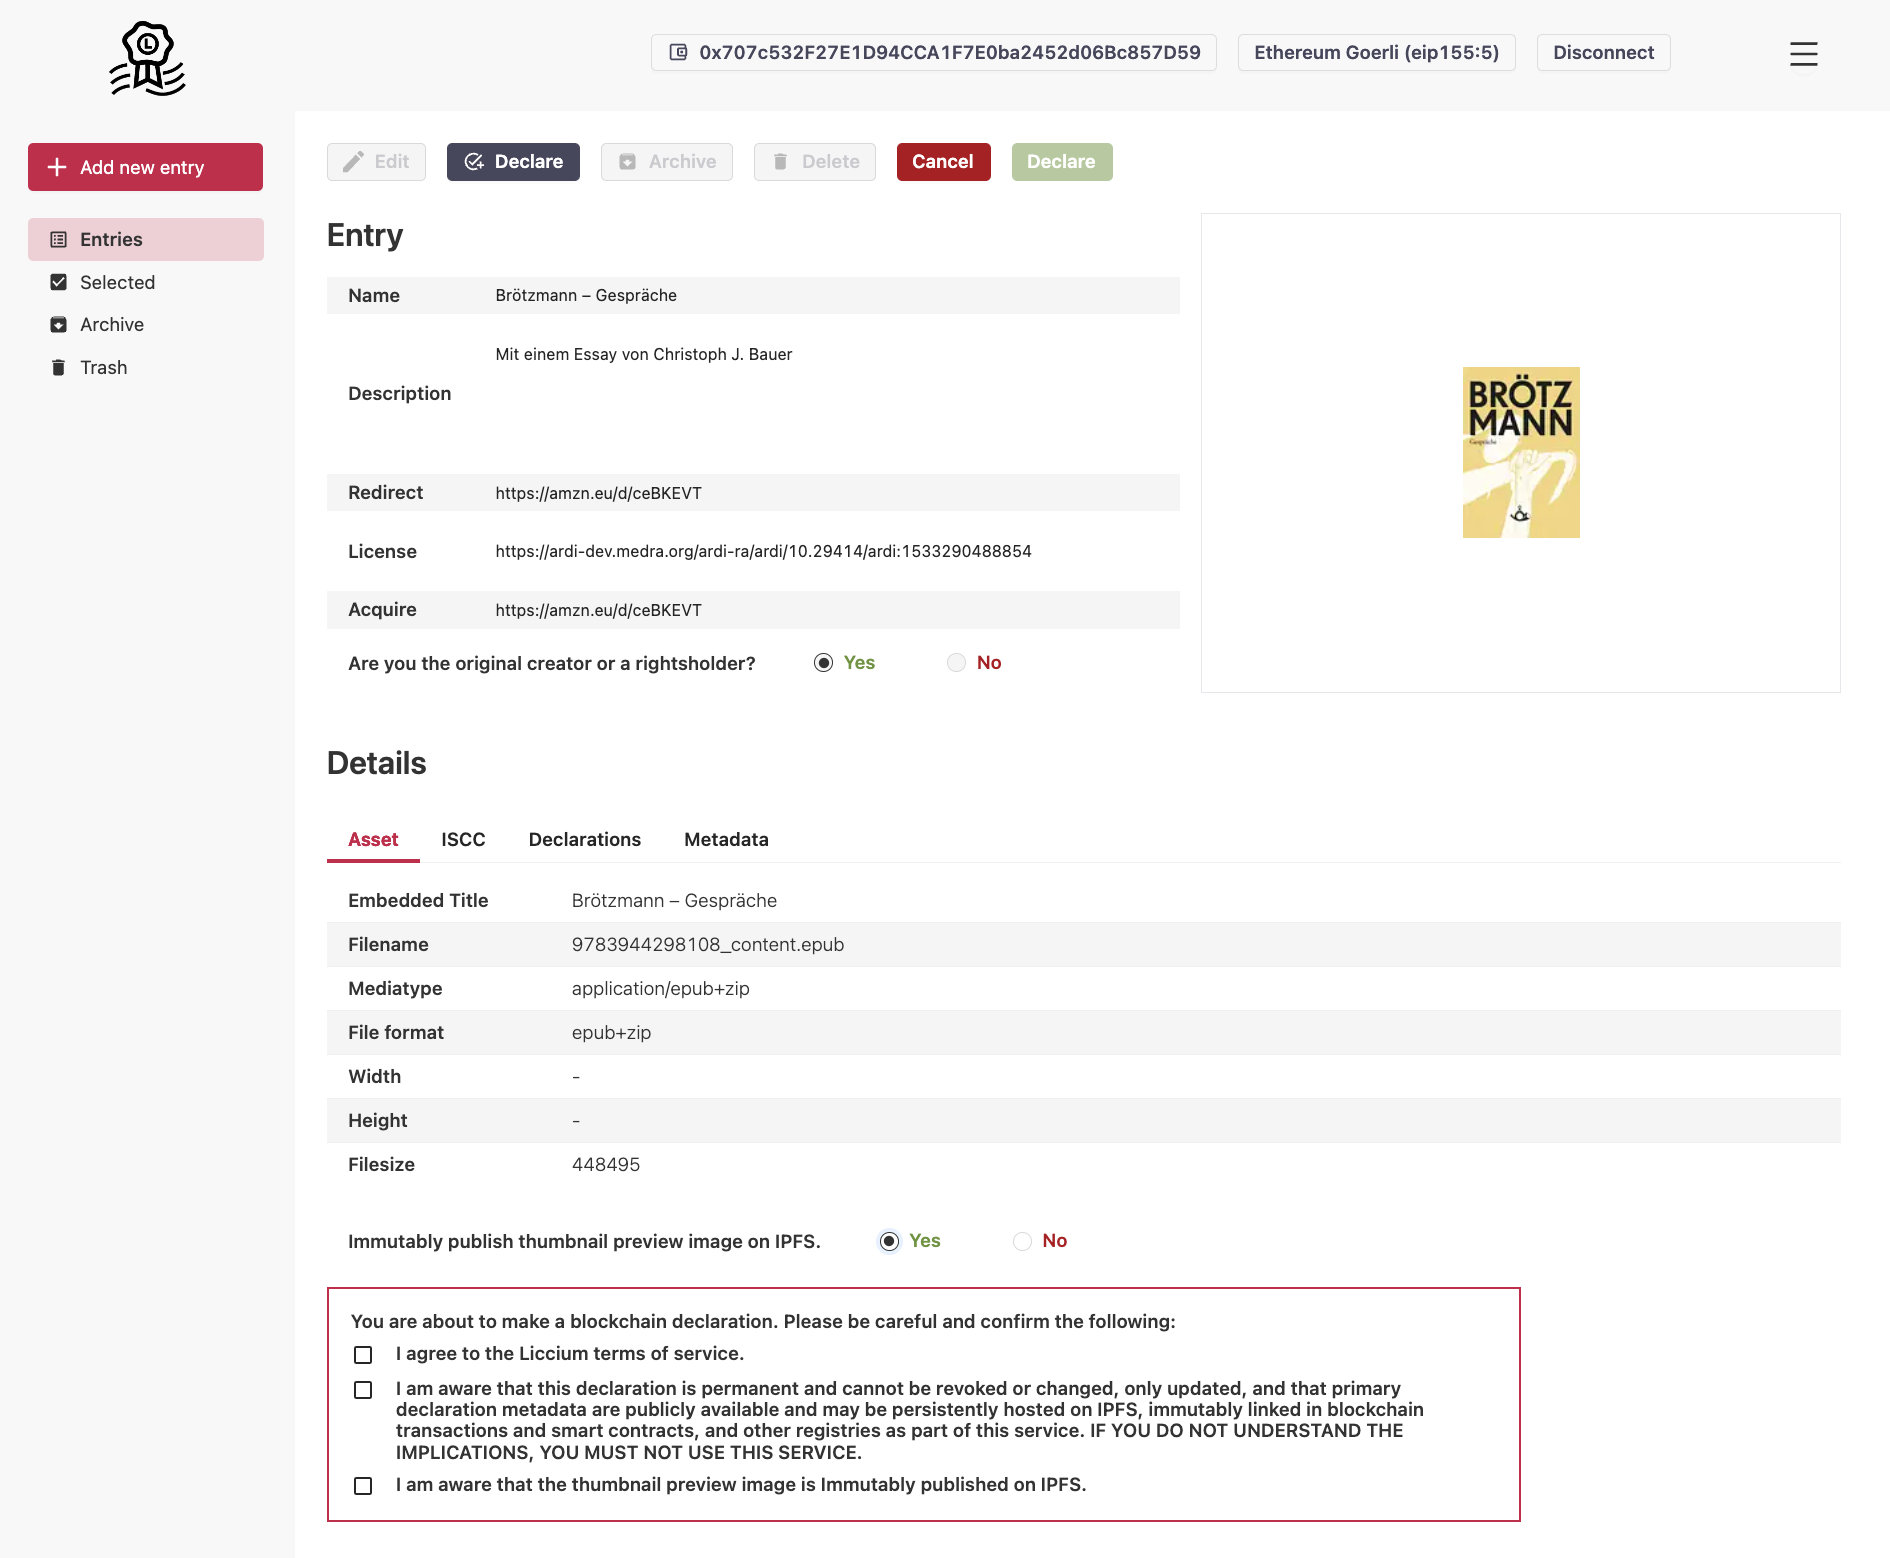 L
0x707c532F27E1D94CCA1F7E0ba2452d06Bc857D59
Ethereum Goerli (eip155:5)
Disconnect
Add new entry
Entries
Selected
Archive
Trash
Edit
Declare
Archive
Delete
Cancel
Declare
Entry
Name
Brötzmann – Gespräche
Description
Mit einem Essay von Christoph J. Bauer
Redirect
https://amzn.eu/d/ceBKEVT
License
https://ardi-dev.medra.org/ardi-ra/ardi/10.29414/ardi:1533290488854
Acquire
https://amzn.eu/d/ceBKEVT
Are you the original creator or a rightsholder?
Yes
No
BRÖTZ
MANN
Gespräche
Details
Asset
ISCC
Declarations
Metadata
Embedded Title
Brötzmann – Gespräche
Filename
9783944298108_content.epub
Mediatype
application/epub+zip
File format
epub+zip
Width
-
Height
-
Filesize
448495
Immutably publish thumbnail preview image on IPFS.
Yes
No
You are about to make a blockchain declaration. Please be careful and confirm the following:
I agree to the Liccium terms of service.
I am aware that this declaration is permanent and cannot be revoked or changed, only updated, and that primary
declaration metadata are publicly available and may be persistently hosted on IPFS, immutably linked in blockchain
transactions and smart contracts, and other registries as part of this service. IF YOU DO NOT UNDERSTAND THE
IMPLICATIONS, YOU MUST NOT USE THIS SERVICE.
I am aware that the thumbnail preview image is Immutably published on IPFS.